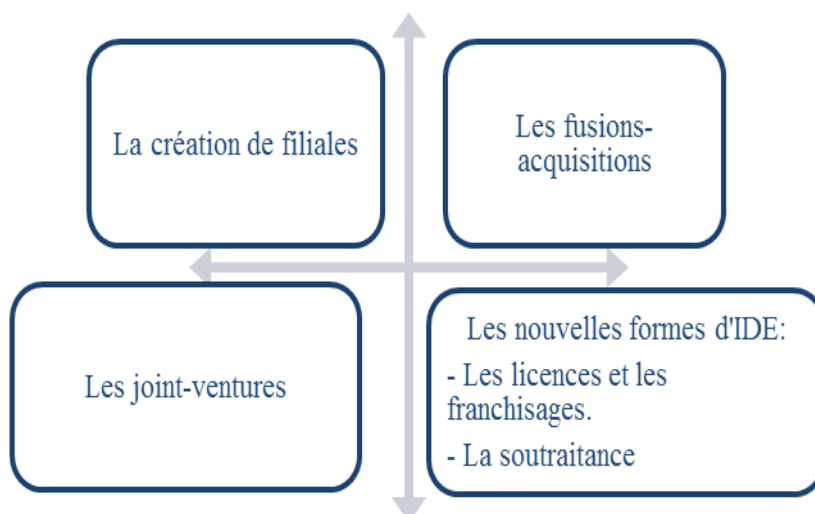 La création de filiales
Les fusions-
acquisitions
Les joint-ventures
Les nouvelles formes d'IDE:
- Les licences et les
franchisages.
- La soutraitance